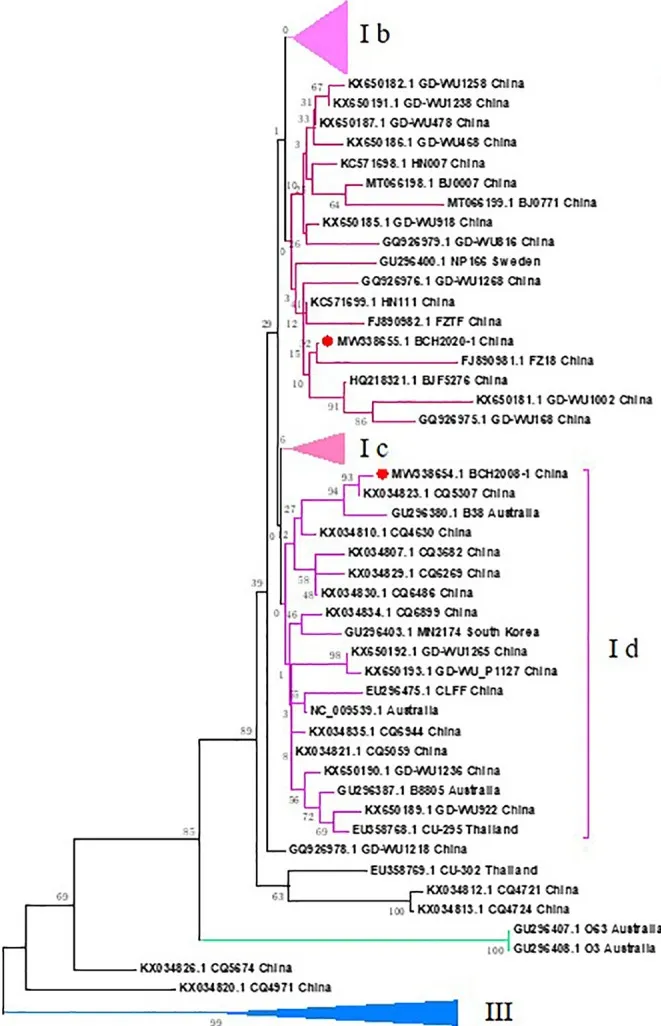 0
I b
67
KX650182.1 GD-WU1258 China
31
KX650191.1 GD-WU1238 China
33
KX650187.1 GD-WU478 China
1
3
KX650186.1 GD-WU468 China
KC571698.1 HN007 China
MT066198.1 BJ0007 China
64
MT066199.1 BJ0771 China
KX650185.1 GD-WU918 China
6
GQ926979.1 GD-WU816 China
0
GU296400.1 NP166 Sweden
GQ926976.1 GD-WU1268 China
3
KC571699.1 HN111 China
12
FJ890982.1 FZTF China
29
MW338655.1 BCH2020-1 China
15
FJ890981.1 FZ18 China
10
HQ218321.1 BJF5276 China
KX650181.1 GD-WU1002 China
91
86
GQ926975.1 GD-WU168 China
6
I c
93
MW338654.1 BCH2008-1 China
94
KX034823.1 CQ5307 China
27
GU296380.1 B38 Australia
0
2
KX034810.1 CQ4630 China
KX034807.1 CQ3682 China
58
KX034829.1 CQ6269 China
39
48
KX034830.1 CQ6486 China
0
46
KX034834.1 CQ6899 China
GU296403.1 MN2174 South Korea
I d
98
KX650192.1 GD-WU1265 China
1
KX650193.1 GD-WU_P1127 China
EU296475.1 CLFF China
3
NC_009539.1 Australia
89
KX034835.1 CQ6944 China
8
KX034821.1 CQ5059 China
KX650190.1 GD-WU1236 China
56
GU296387.1 B8805 Australia
72
KX650189.1 GD-WU922 China
85
69
EU358768.1 CU-295 Thailand
GQ926978.1 GD-WU1218 China
EU358769.1 CU-302 Thailand
69
63
KX034812.1 CQ4721 China
100
KX034813.1 CQ4724 China
GU296407.1 O63 Australia
100
GU296408.1 O3 Australia
KX034826.1 CQ5674 China
KX034820.1 CQ4971 China
III
99